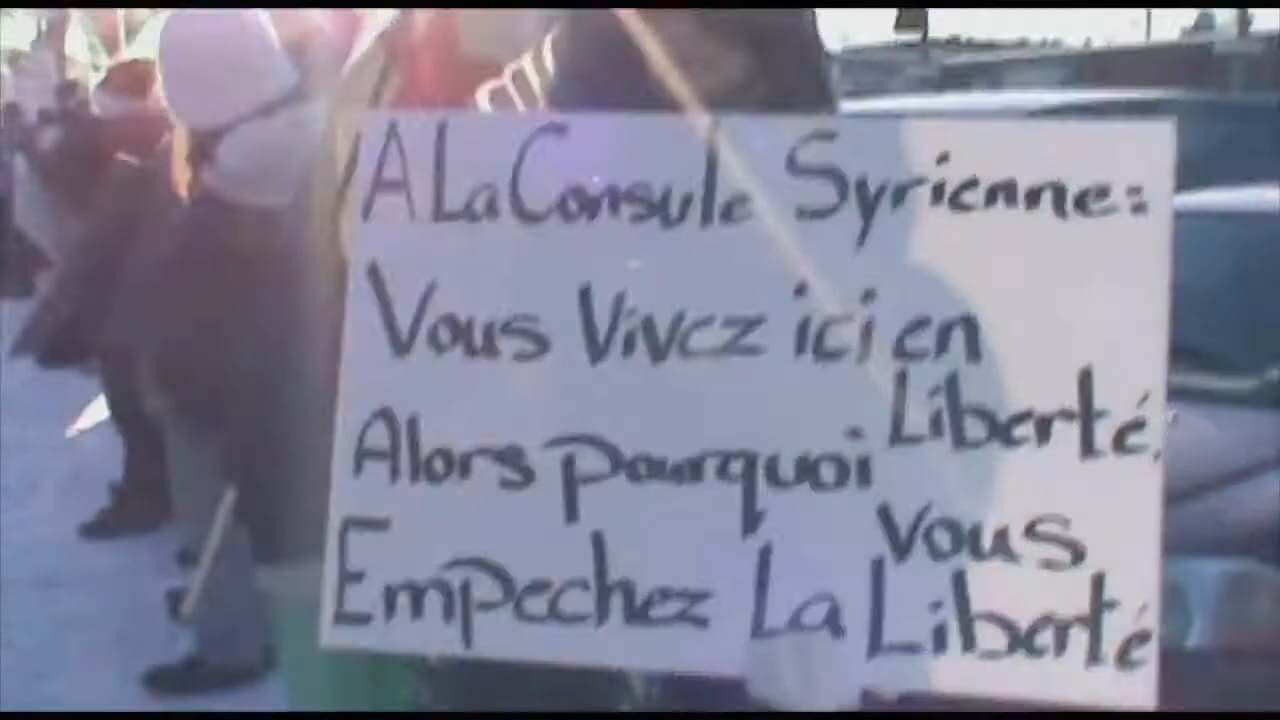 A La Consule Syrienne:
Vous Vivez ici en
Liberté.
Alors pourquoi
Vous
Empechez La Liberté